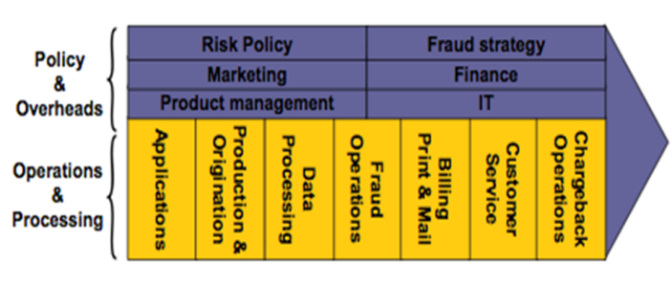 Policy
&
Overheads
Risk Policy
Fraud strategy
Marketing
Finance
Product management
IT
Operations
&
Processing
Applications
Production &
Origination
Data
Processing
Fraud
Operations
Billing
Print & Mail
Customer
Service
Chargeback
Operations